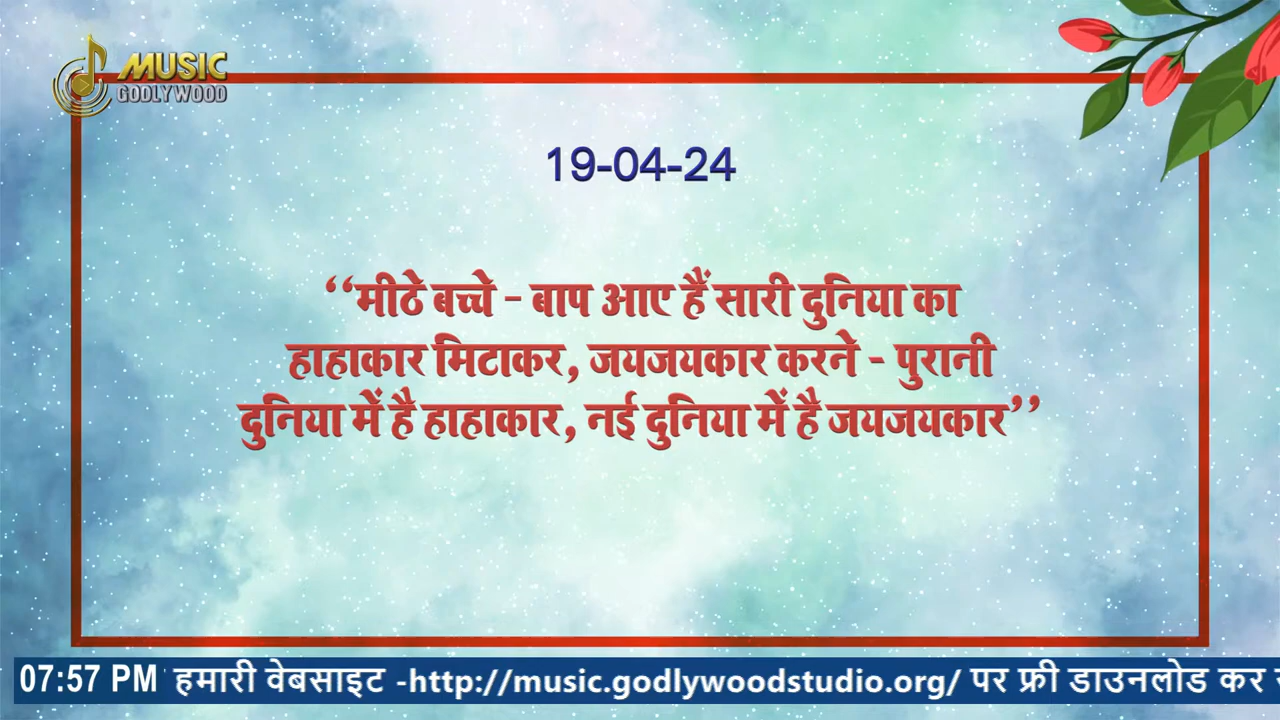 MUSIC
GODLYWOOD
19-04-24
“मीठे बच्चे - बाप आए हैं सारी दुनिया का
हाहाकार मिटाकर, जयजयकार करने - पुरानी
दुनिया में है हाहाकार, नई दुनिया में है जयजयकार”
07:57 PM हमारी वेबसाइट -http://music.godlywoodstudio.org/ पर फ्री डाउनलोड कर